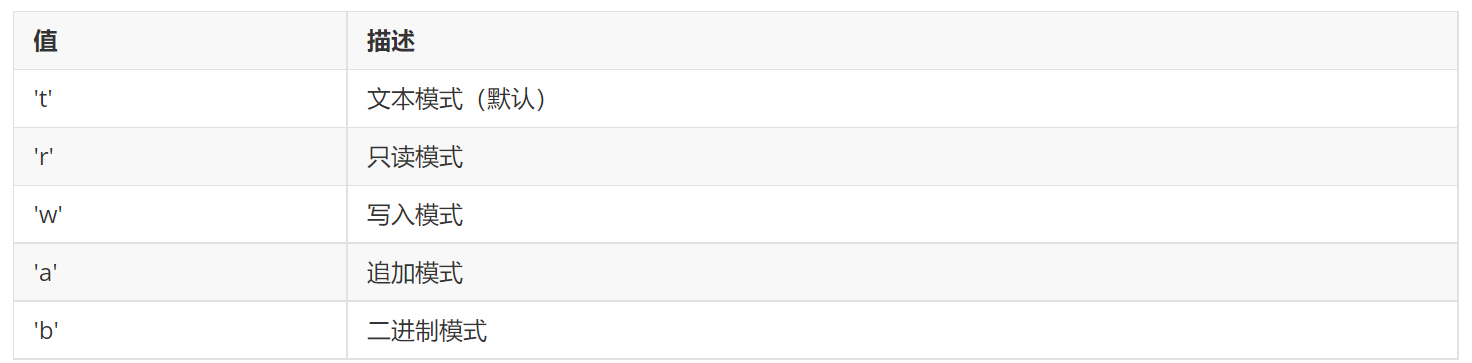 值 描述
't' 文本模式（默认）
'r' 只读模式
'w' 写入模式
'a' 追加模式
'b' 二进制模式